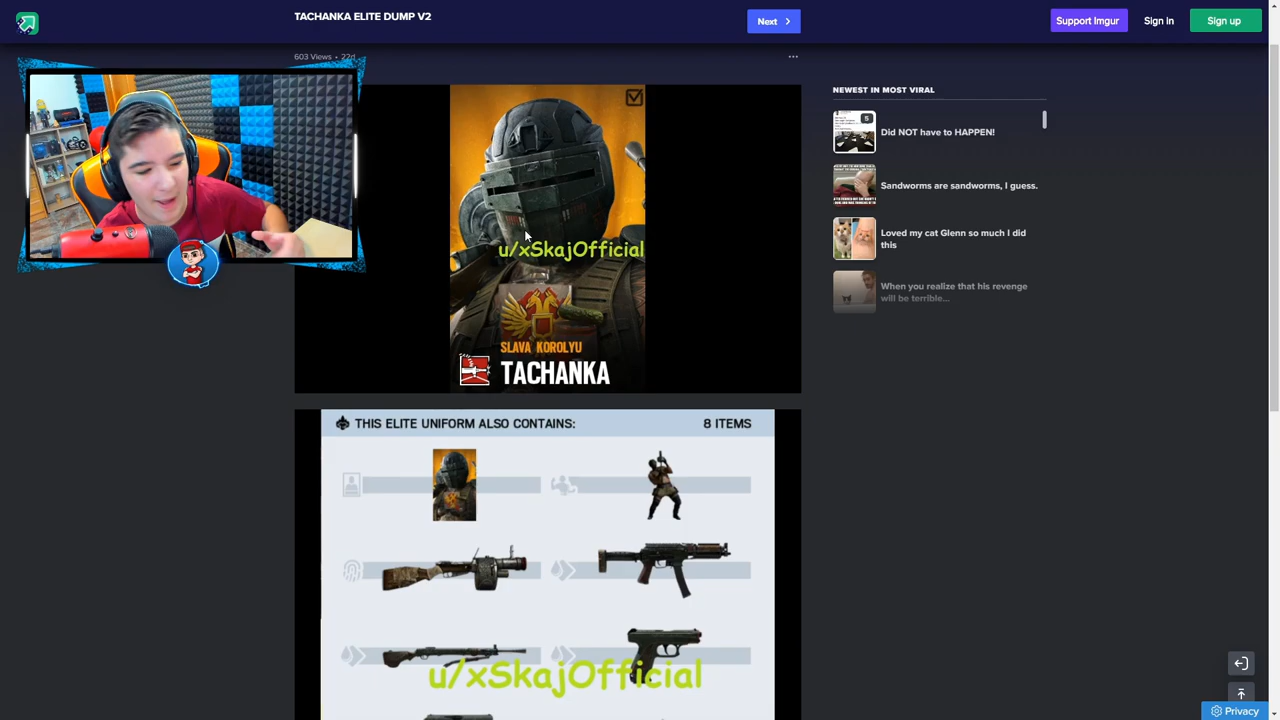 TACHANKA ELITE DUMP V2
Next
Support Imgur
Sign in
Sign up
603 Views • 22d
NEWEST IN MOST VIRAL
5
Did NOT have to HAPPEN!
Sandworms are sandworms, I guess.
Loved my cat Glenn so much I did
this
When you realize that his revenge
will be terrible...
u/xSkajOfficial
SLAVA KOROLYU
TACHANKA
THIS ELITE UNIFORM ALSO CONTAINS:
8 ITEMS
u/xSkajOfficial
Privacy